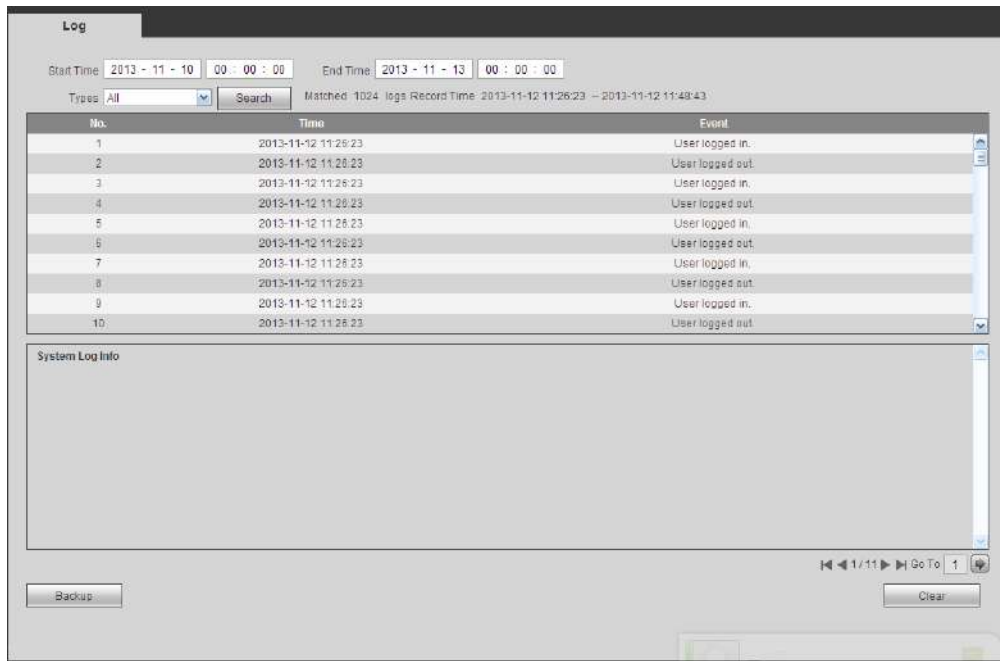 Log
Start Time 2013 - 11 - 10 00 : 00 : 00 End Time 2013 - 11 - 13 00 : 00 : 00
Types All Search Matched 1024 logs Record Time 2013-11-12 11:26:23 -- 2013-11-12 11:48:43
No. Time Event
1 2013-11-12 11:26:23 User logged in.
2 2013-11-12 11:26:23 User logged out.
3 2013-11-12 11:26:23 User logged in.
4 2013-11-12 11:26:23 User logged out.
5 2013-11-12 11:26:23 User logged in.
6 2013-11-12 11:26:23 User logged out.
7 2013-11-12 11:26:23 User logged in.
8 2013-11-12 11:26:23 User logged out.
9 2013-11-12 11:26:23 User logged in.
10 2013-11-12 11:26:23 User logged out.
System Log Info
1 / 11 Go To 1
Backup Clear